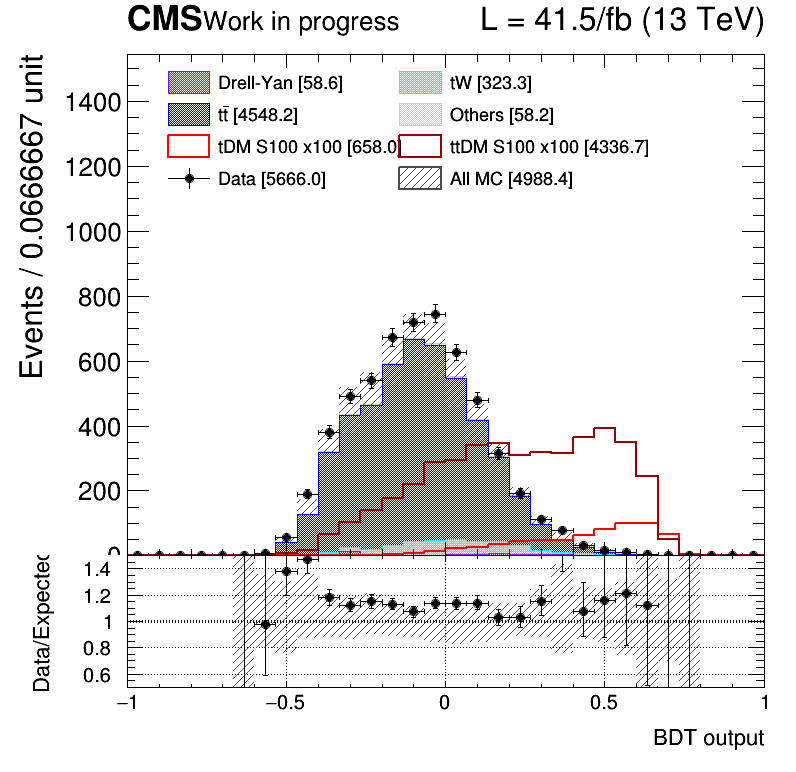 CMS Work in progress L = 41.5/fb (13 TeV)
Events / 0.0666667 unit
1400
1200
1000
800
600
400
200
0
Drell-Yan [58.6] tW [323.3]
tt̄ [4548.2] Others [58.2]
tDM S100 x100 [658.0] ttDM S100 x100 [4336.7]
Data [5666.0] All MC [4988.4]
Data/Expected
1.4
1.2
1
0.8
0.6
−1 −0.5 0 0.5 1
BDT output